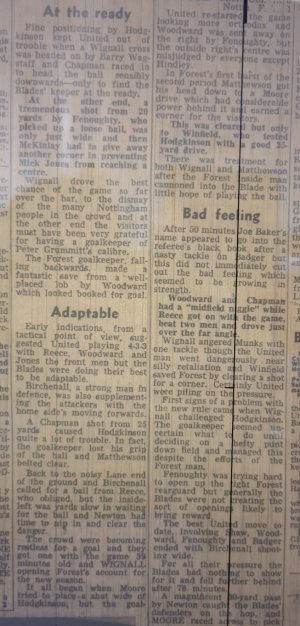 At the ready
Fine positioning by Hodg-
kinson kept United out of
trouble when a Wignall cross
was headed on by Barry Wag-
staff and Chapman raced in
to head the ball sensibly
downwards—only to find the
Blades' keeper at the ready.
At the other end, a
tremendous shot from 20
yards by Fenoughty, who
picked up a loose ball, was
only just wide and then
McKinlay had to give away
another corner in preventing
Mick Jones from reaching a
centre.
Wignall drove the best
chance of the game so far
over the bar, to the dismay
of the many Nottingham
people in the crowd and at
the other end the visitors
must have been very grateful
for having a goalkeeper of
Peter Grummitt's calibre.
The Forest goalkeeper, fall-
ing backwards, made a
fantastic save from a well-
placed lob by Woodward
which looked booked for goal.
Adaptable
Early indications, from a
tactical point of view, sug-
gested United playing 4-3-3
with Reece, Woodward and
Jones the front men but the
Blades were doing their best
to be adaptable.
Birchenall, a strong man in
defence, was also supplement-
ing the attackers with the
home side's moving forwards.
A Chapman shot from 25
yards caused Hodgkinson
quite a lot of trouble. In fact,
the goalkeeper lost his grip
of the ball and Matthewson
belted clear.
Back to the noisy Lane end
of the ground and Birchenall
called for a ball from Reece,
who obliged, but the inside-
left was yards slow in waiting
for the ball and Newton had
time to nip in and clear the
danger.
The crowd were becoming
restless for a goal and they
got one with the game 39
minutes old and WIGNALL
opening Forest's account for
the new season.
It all began when Moore
tried to place a shot wide of
Hodgkinson, but the goal-
United restarted the game
looking more orthodox and
Woodward was sent away on
the right by Fenoughty, but
the outside right's centre was
misjudged by everyone except
Hindley.
In Forest's first burst of the
second period Mattewson got
his head down to a Moore
drive which had considerable
power behind it and earned a
corner for the visitors.
This was cleared but only
to Winfield, who tested
Hodgkinson with a good 35-
yard drive.
There was treatment for
both Wignall and Mattheweon
after the Forest inside man
cannoned into the Blade with
little hope of playing the ball.
Bad feeling
After 50 minutes Joe Baker's
name appeared to go into the
referee's black book after a
nasty tackle on Badger but
this did not immediately cut
out the bad feeling which
seemed to be growing in
strength.
Woodward and Chapman
had a "midfield niggle" while
Reece got on with the game,
beat two men and drove just
over the far angle.
Wignall angered Munks with
one tackle though the United
man went dangerously near
silly retaliation and Winfield
saved Forest by clearing a shot
for a corner. Certainly United
were piling on the pressure.
First signs of a problem with
the new rule came when Wig-
nall challenged Hodgkinson.
The goalkeeper seemed un-
certain what to do until
deciding on a hefty punt
down field and managed this
despite the efforts of the
Forest man.
Fenoughty was trying hard
to open up the tight Forest
rearguard but generally the
Blades were not creating the
sort of openings likely to
bring reward.
The best United move to
date, involving Shaw, Wood-
ward, Fenoughty and Badger
ended with Birchenall shoot-
ing wide.
For all their pressure the
Blades had nothing to show
for it and fell further behind
after 78 minutes.
A magnificent 50-yard pass
by Newton caught the Blades'
defenders on the hop, and
MOORE raced across to pick